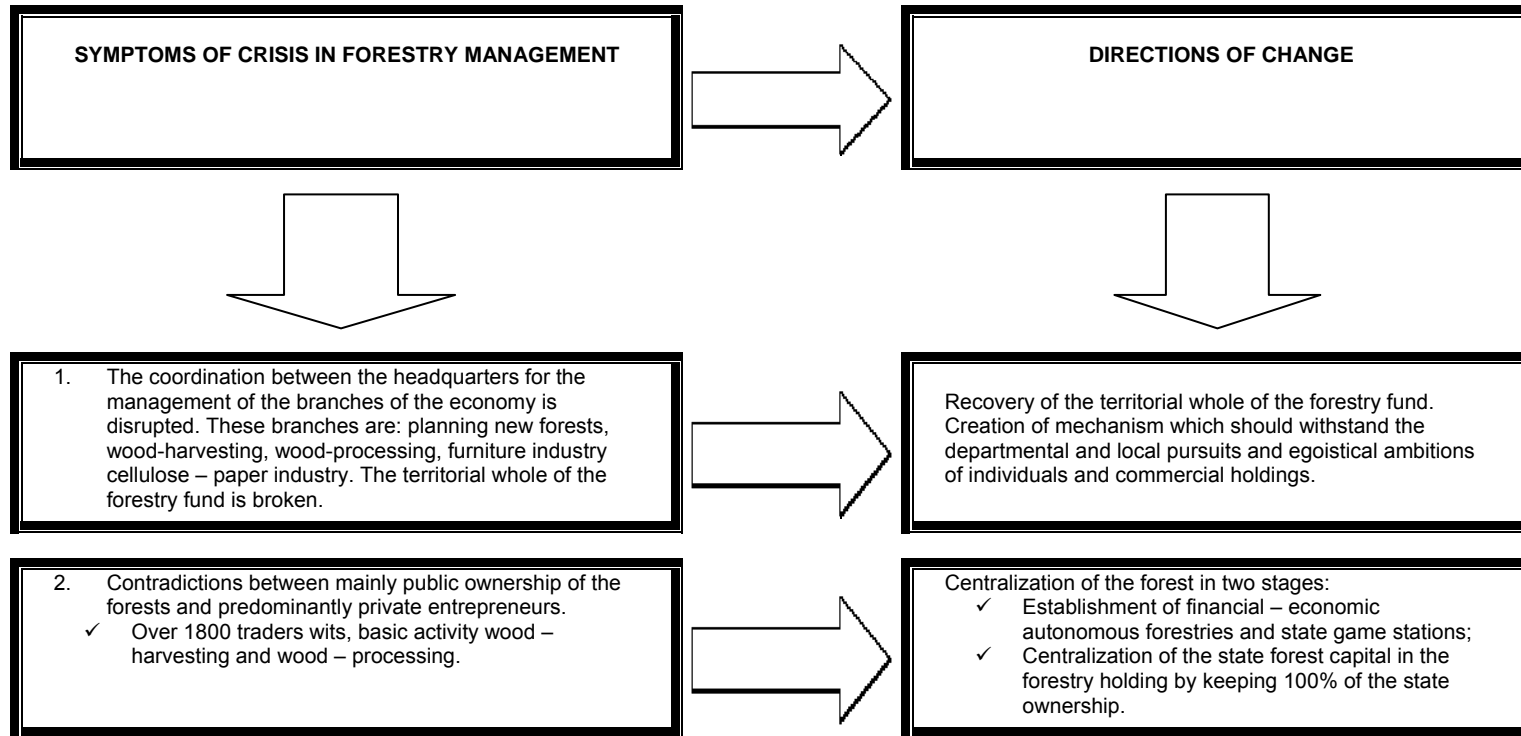 SYMPTOMS OF CRISIS IN FORESTRY MANAGEMENT
DIRECTIONS OF CHANGE
1. The coordination between the headquarters for the
management of the branches of the economy is
disrupted. These branches are: planning new forests,
wood-harvesting, wood-processing, furniture industry
cellulose – paper industry. The territorial whole of the
forestry fund is broken.
Recovery of the territorial whole of the forestry fund.
Creation of mechanism which should withstand the
departmental and local pursuits and egoistical ambitions
of individuals and commercial holdings.
2. Contradictions between mainly public ownership of the
forests and predominantly private entrepreneurs.
✓ Over 1800 traders wits, basic activity wood –
harvesting and wood – processing.
Centralization of the forest in two stages:
✓ Establishment of financial – economic
autonomous forestries and state game stations;
✓ Centralization of the state forest capital in the
forestry holding by keeping 100% of the state
ownership.